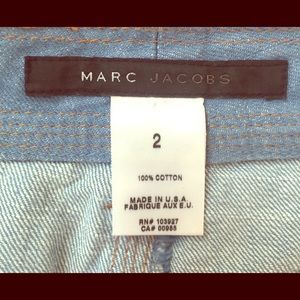 MARC JACOBS
2
100% COTTON
MADE IN U.S.A
FABRIQUE AUX E.U.
RN# 103927
CA# 00985